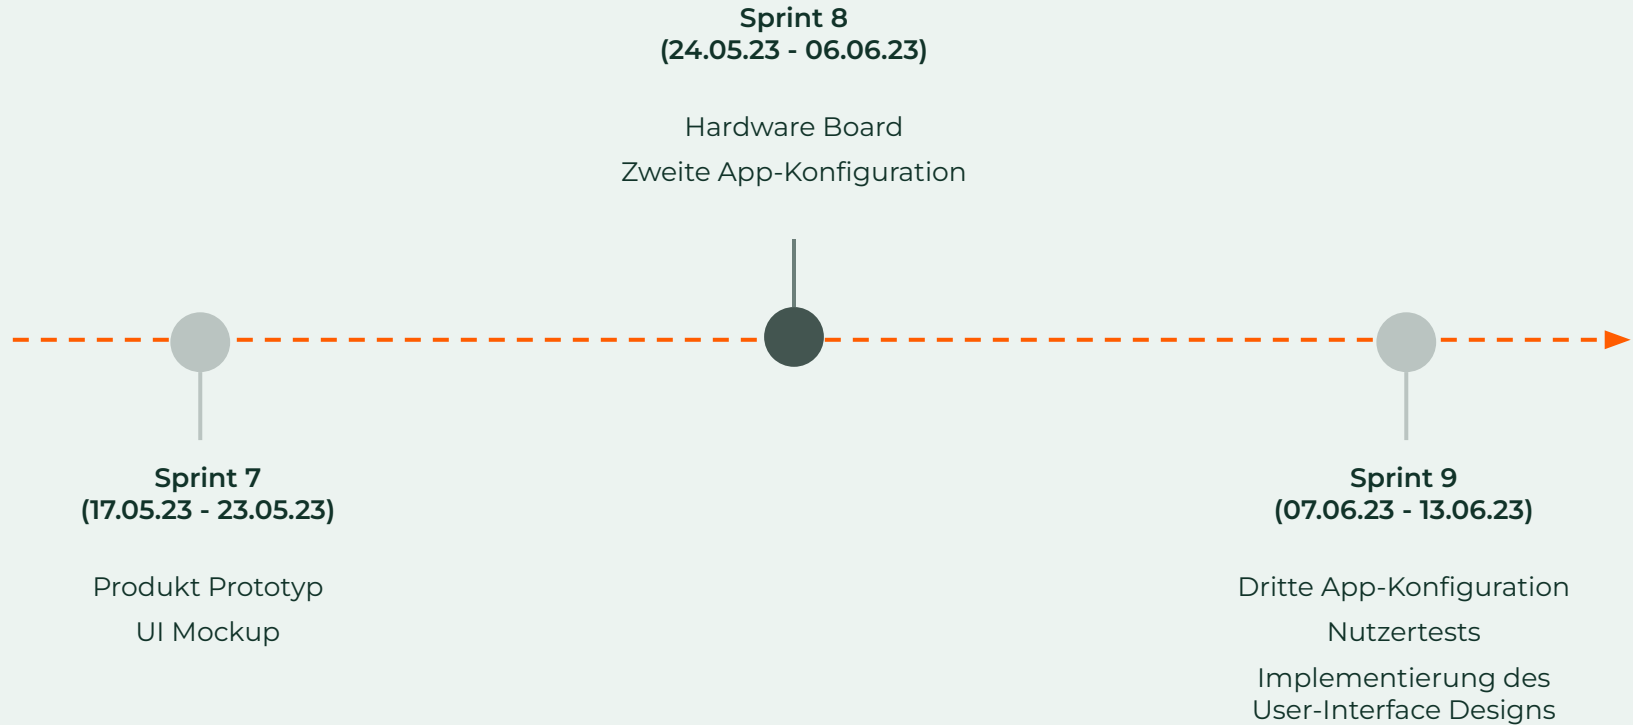 Sprint 8
(24.05.23 - 06.06.23)
Hardware Board
Zweite App-Konfiguration
Sprint 7
(17.05.23 - 23.05.23)
Produkt Prototyp
UI Mockup
Sprint 9
(07.06.23 - 13.06.23)
Dritte App-Konfiguration
Nutzertests
Implementierung des
User-Interface Designs